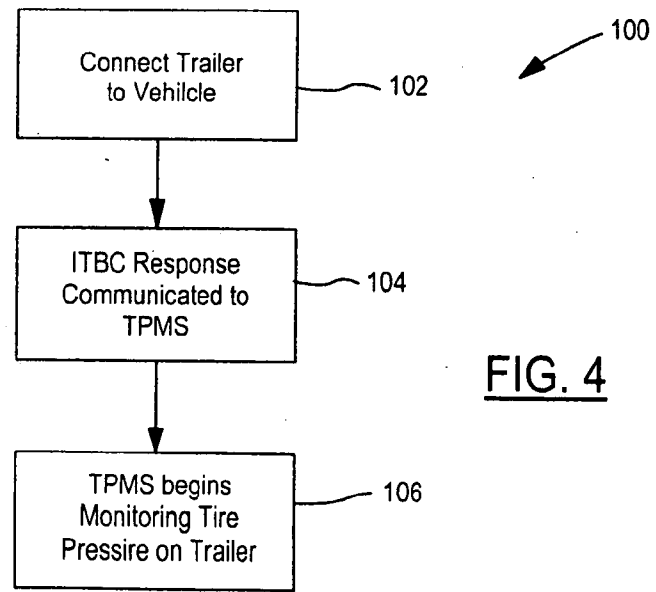 100
Connect Trailer
to Vehilcle
102
ITBC Response
Communicated to
TPMS
104
FIG. 4
TPMS begins
Monitoring Tire
Pressire on Trailer
106